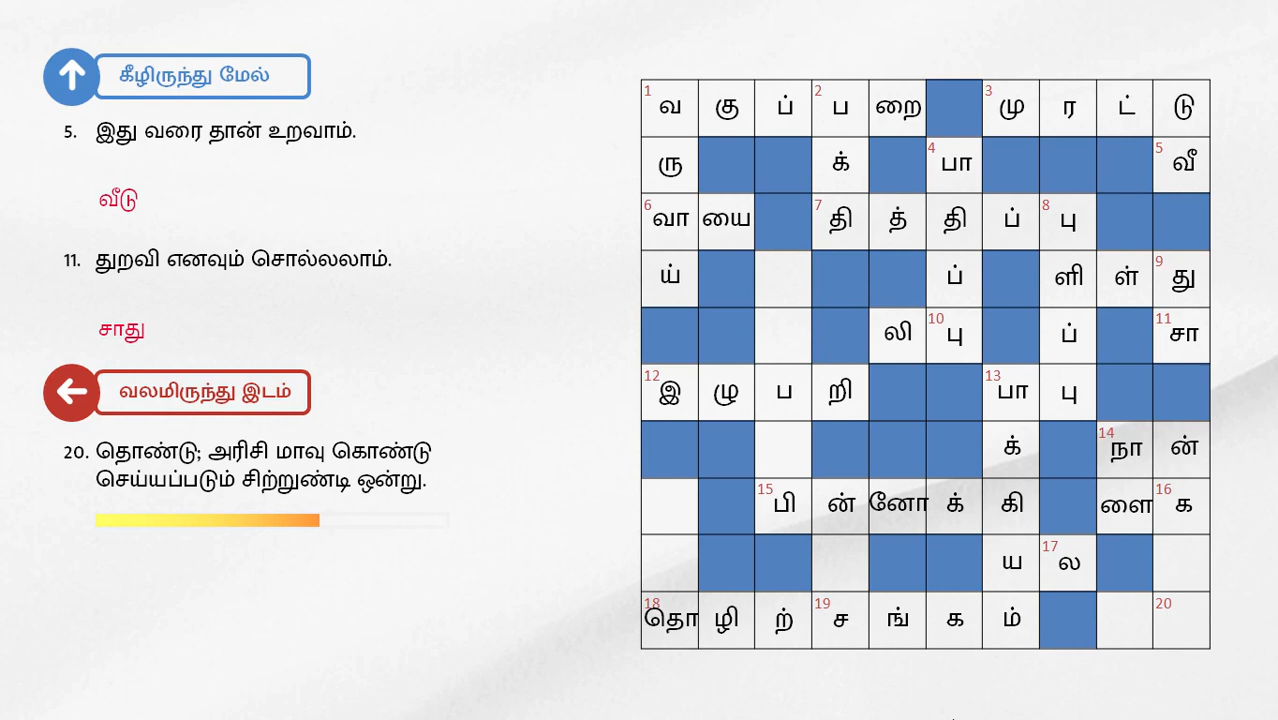 கீழிருந்து மேல்
5. இது வரை தான் உறவாம்.
வீடு
11. துறவி எனவும் சொல்லலாம்.
சாது
வலமிருந்து இடம்
20. தொண்டு; அரிசி மாவு கொண்டு
செய்யப்படும் சிற்றுண்டி ஒன்று.
1 வ கு ப் 2 ப றை 3 மு ர ட் டு
ரு க் 4 பா 5 வீ
6 வா யை 7 தி த் தி ப் 8 பு
ய் ப் ளி ள் 9 து
லி 10 பு ப் 11 சா
12 இ ழு ப றி 13 பா பு
க் 14 நா ன்
15 பி ன் னோ க் கி ளை 16 க
ய 17 ல
18 தொ ழி ற் 19 ச ங் க ம் 20